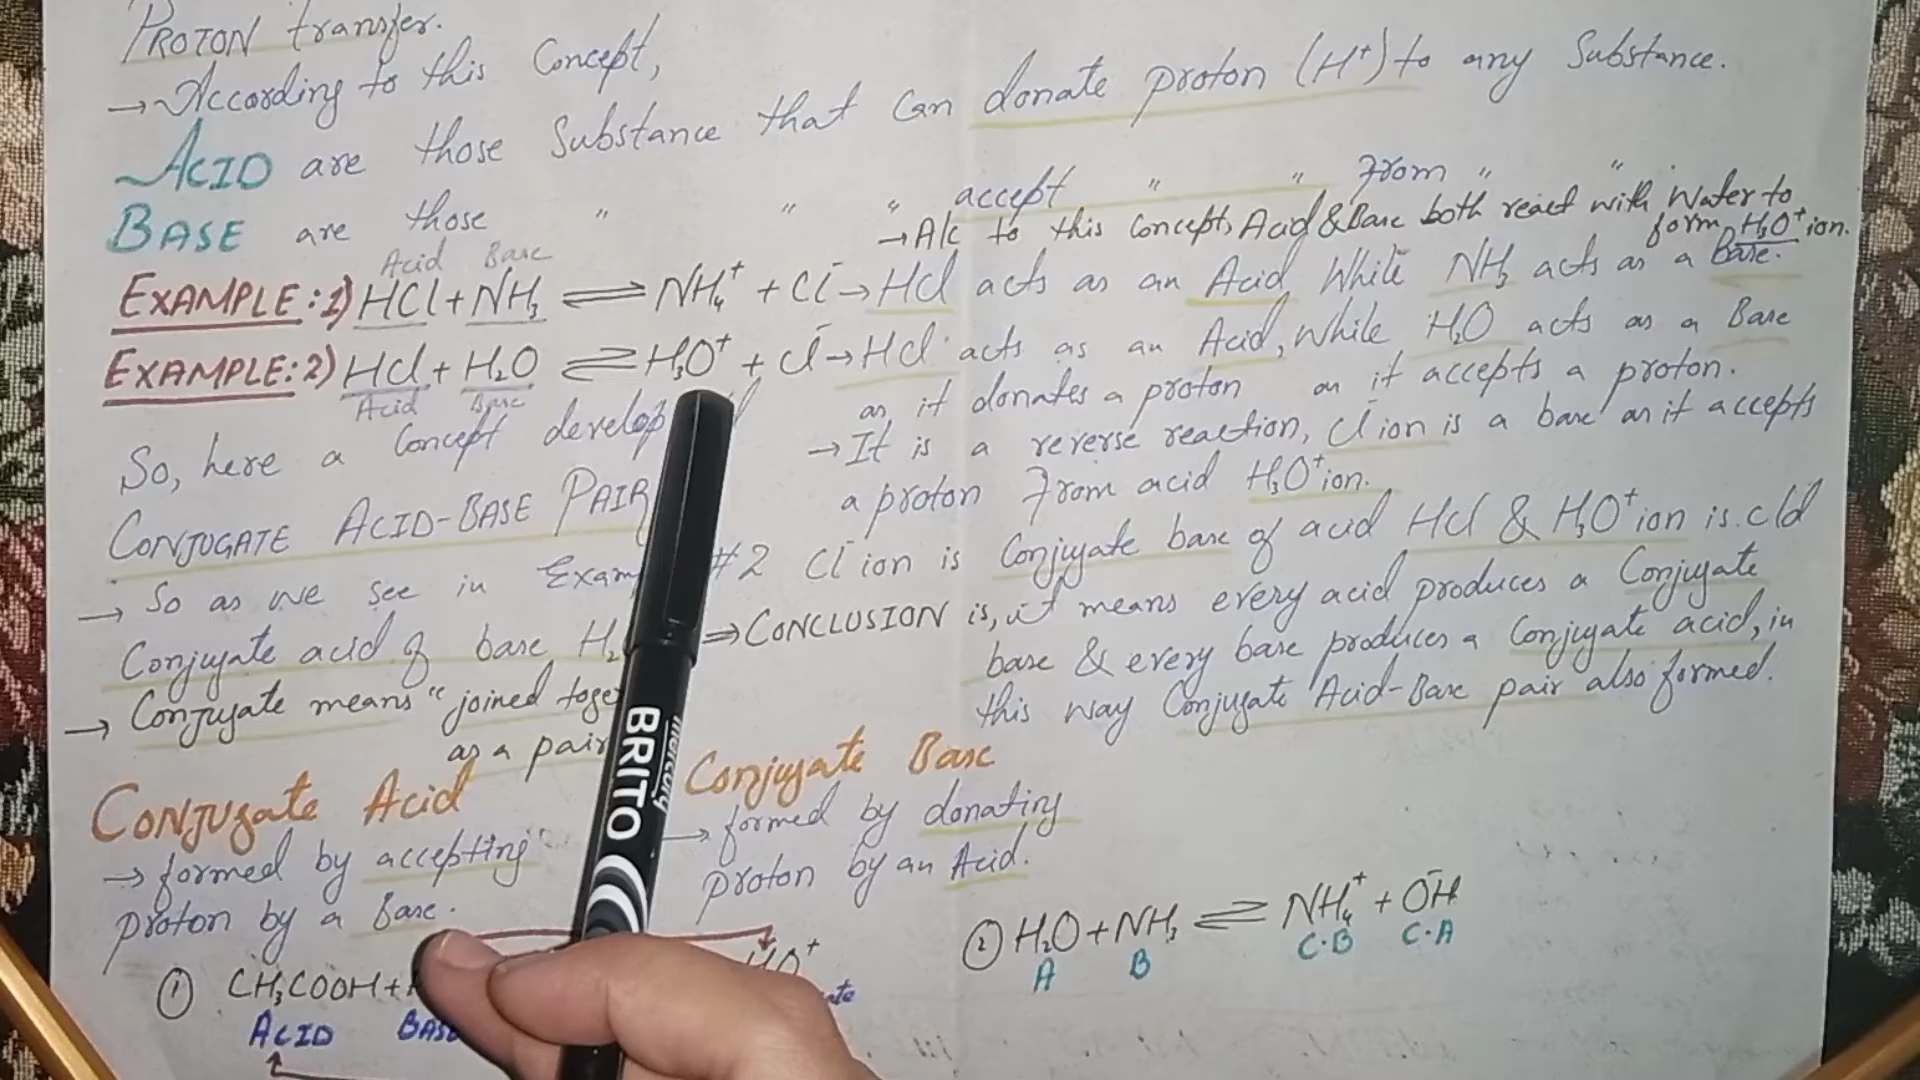 PROTON transfer.
→ According to this Concept,
ACID are those Substance that can donate proton (H⁺) to any Substance.
BASE are those " " " accept " " From " "
→ A/c to this concept, Acid & Base both react with water to form H₃O⁺ ion.
Acid Base
EXAMPLE: 1) HCl + NH₃ ⇌ NH₄⁺ + Cl⁻ → HCl acts as an Acid While NH₃ acts as a base.
EXAMPLE: 2) HCl + H₂O ⇌ H₃O⁺ + Cl⁻ → HCl acts as an Acid, While H₂O acts as a Base
Acid Base
as it donates a proton as it accepts a proton.
So, here a Concept develop
→ It is a reverse reaction, Cl⁻ ion is a base as it accepts
a proton From acid H₃O⁺ ion.
CONJUGATE ACID-BASE PAIR
→ So as we see in Exam #2 Cl⁻ ion is Conjugate base of acid HCl & H₃O⁺ ion is c/d
Conjugate acid of base H₂
→ Conjugate means "joined toge
as a pair
⇒ CONCLUSION is, it means every acid produces a Conjugate
base & every base produces a Conjugate acid, in
this way Conjugate Acid-Base pair also formed.
CONJUgate Acid
→ formed by accepting
proton by a Base.
Conjugate Base
→ formed by donating
proton by an Acid.
① CH₃COOH +
ACID BASE
② H₂O + NH₃ ⇌ NH₄⁺ + OH⁻
A B C.B C.A
mercury
BRITO